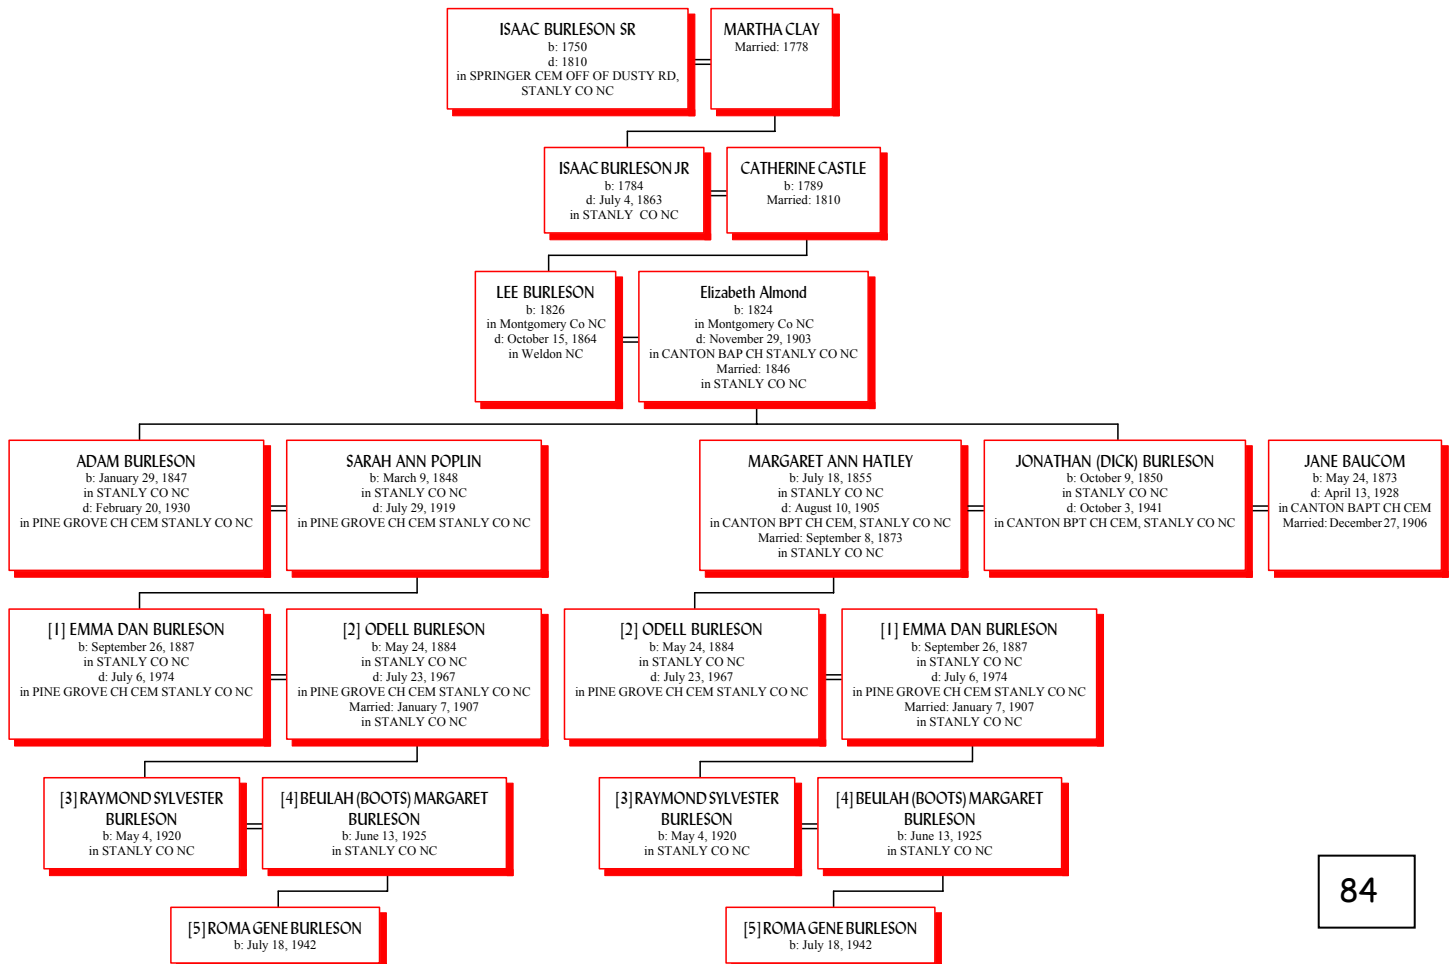 ISAAC BURLESON SR
b: 1750
d: 1810
in SPRINGER CEM OFF OF DUSTY RD,
STANLY CO NC
MARTHA CLAY
Married: 1778
ISAAC BURLESON JR
b: 1784
d: July 4, 1863
in STANLY CO NC
CATHERINE CASTLE
b: 1789
Married: 1810
LEE BURLESON
b: 1826
in Montgomery Co NC
d: October 15, 1864
in Weldon NC
Elizabeth Almond
b: 1824
in Montgomery Co NC
d: November 29, 1903
in CANTON BAP CH STANLY CO NC
Married: 1846
in STANLY CO NC
ADAM BURLESON
b: January 29, 1847
in STANLY CO NC
d: February 20, 1930
in PINE GROVE CH CEM STANLY CO NC
SARAH ANN POPLIN
b: March 9, 1848
in STANLY CO NC
d: July 29, 1919
in PINE GROVE CH CEM STANLY CO NC
MARGARET ANN HATLEY
b: July 18, 1855
in STANLY CO NC
d: August 10, 1905
in CANTON BPT CH CEM, STANLY CO NC
Married: September 8, 1873
in STANLY CO NC
JONATHAN (DICK) BURLESON
b: October 9, 1850
in STANLY CO NC
d: October 3, 1941
in CANTON BPT CH CEM, STANLY CO NC
JANE BAUCOM
b: May 24, 1873
d: April 13, 1928
in CANTON BAPT CH CEM
Married: December 27, 1906
[1] EMMA DAN BURLESON
b: September 26, 1887
in STANLY CO NC
d: July 6, 1974
in PINE GROVE CH CEM STANLY CO NC
[2] ODELL BURLESON
b: May 24, 1884
in STANLY CO NC
d: July 23, 1967
in PINE GROVE CH CEM STANLY CO NC
Married: January 7, 1907
in STANLY CO NC
[2] ODELL BURLESON
b: May 24, 1884
in STANLY CO NC
d: July 23, 1967
in PINE GROVE CH CEM STANLY CO NC
[1] EMMA DAN BURLESON
b: September 26, 1887
in STANLY CO NC
d: July 6, 1974
in PINE GROVE CH CEM STANLY CO NC
Married: January 7, 1907
in STANLY CO NC
[3] RAYMOND SYLVESTER
BURLESON
b: May 4, 1920
in STANLY CO NC
[4] BEULAH (BOOTS) MARGARET
BURLESON
b: June 13, 1925
in STANLY CO NC
[3] RAYMOND SYLVESTER
BURLESON
b: May 4, 1920
in STANLY CO NC
[4] BEULAH (BOOTS) MARGARET
BURLESON
b: June 13, 1925
in STANLY CO NC
[5] ROMA GENE BURLESON
b: July 18, 1942
[5] ROMA GENE BURLESON
b: July 18, 1942
84